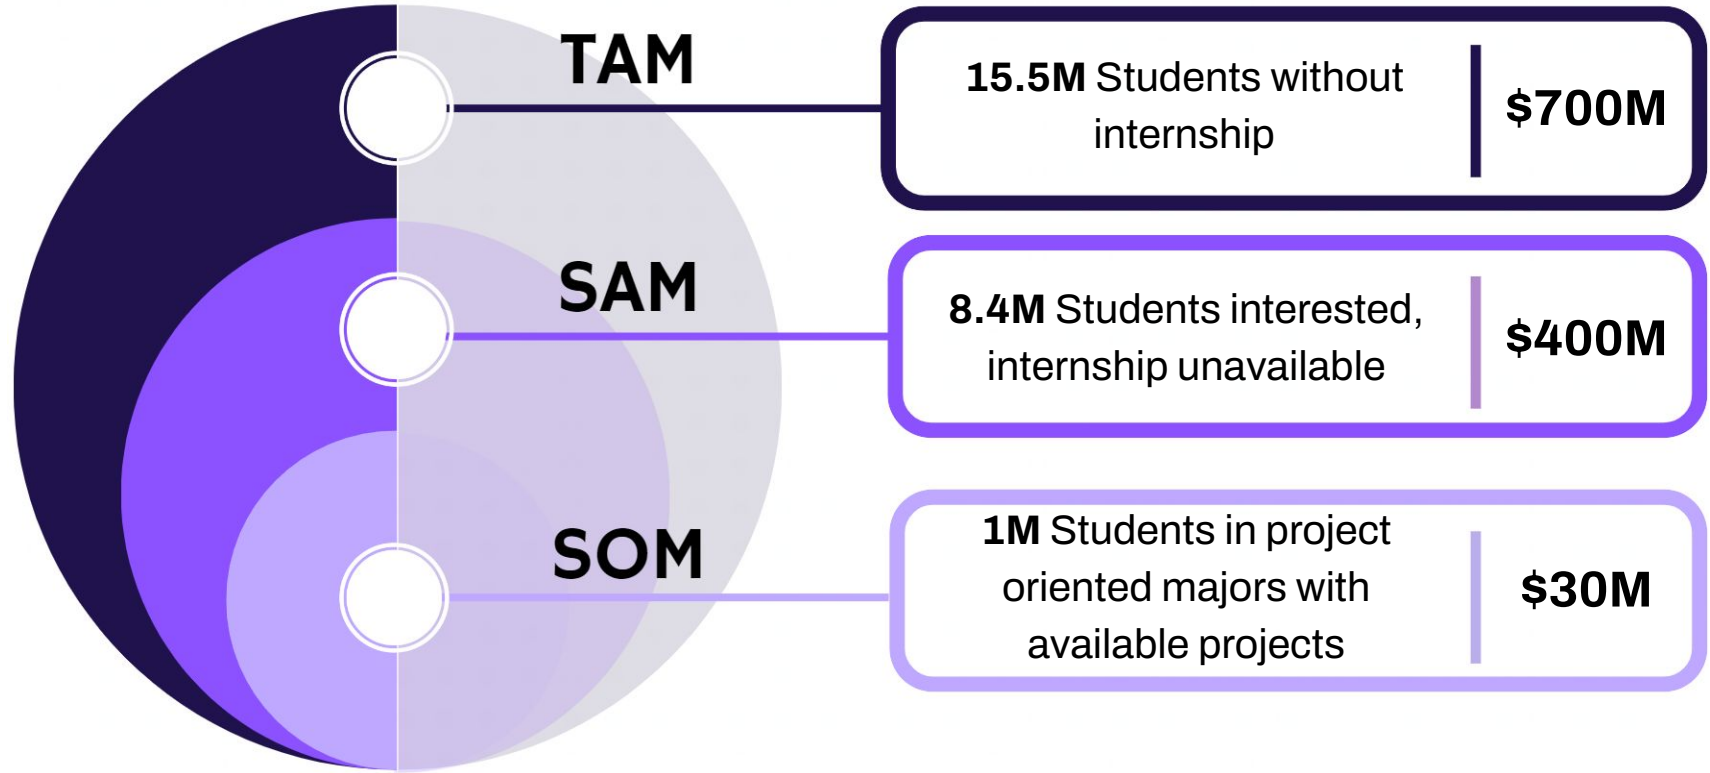 TAM
15.5M Students without
internship
$700M
SAM
8.4M Students interested,
internship unavailable
$400M
SOM
1M Students in project
oriented majors with
available projects
$30M